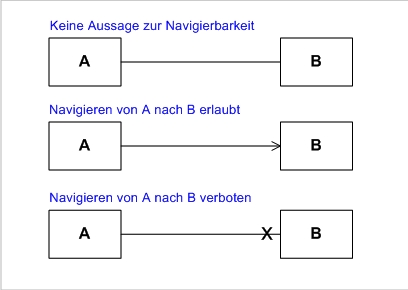 Keine Aussage zur Navigierbarkeit
A B
Navigieren von A nach B erlaubt
A B
Navigieren von A nach B verboten
A X B